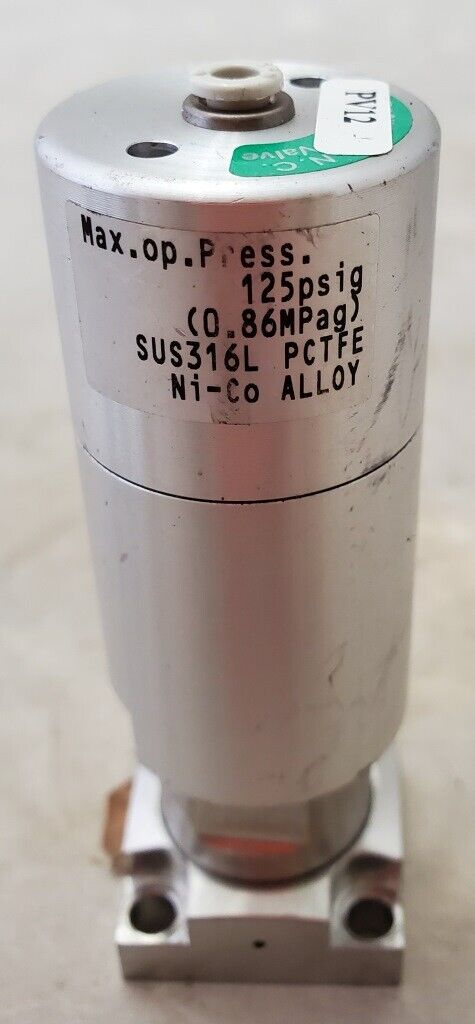 PV12
N.C.
Valve
Max.op.Press.
125psig
(0.86MPag)
SUS316L PCTFE
Ni-Co ALLOY